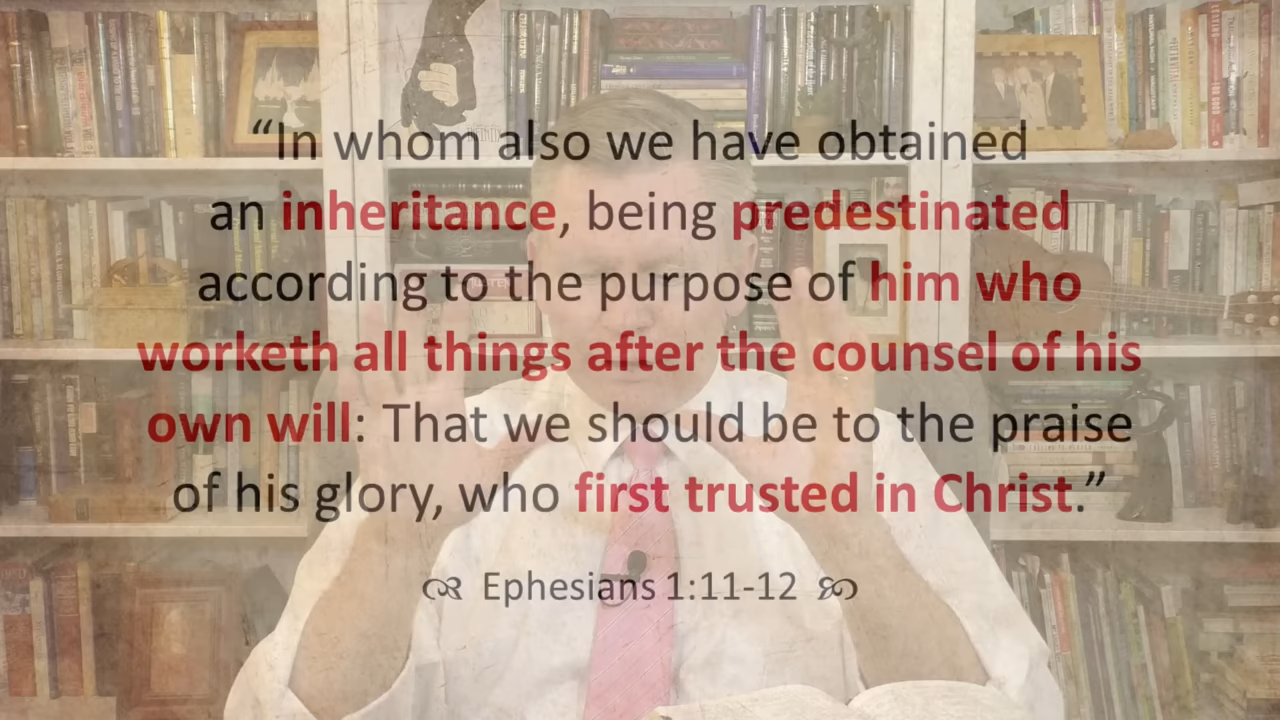 “In whom also we have obtained
an inheritance, being predestinated
according to the purpose of him who
worketh all things after the counsel of his
own will: That we should be to the praise
of his glory, who first trusted in Christ.”
Ephesians 1:11-12